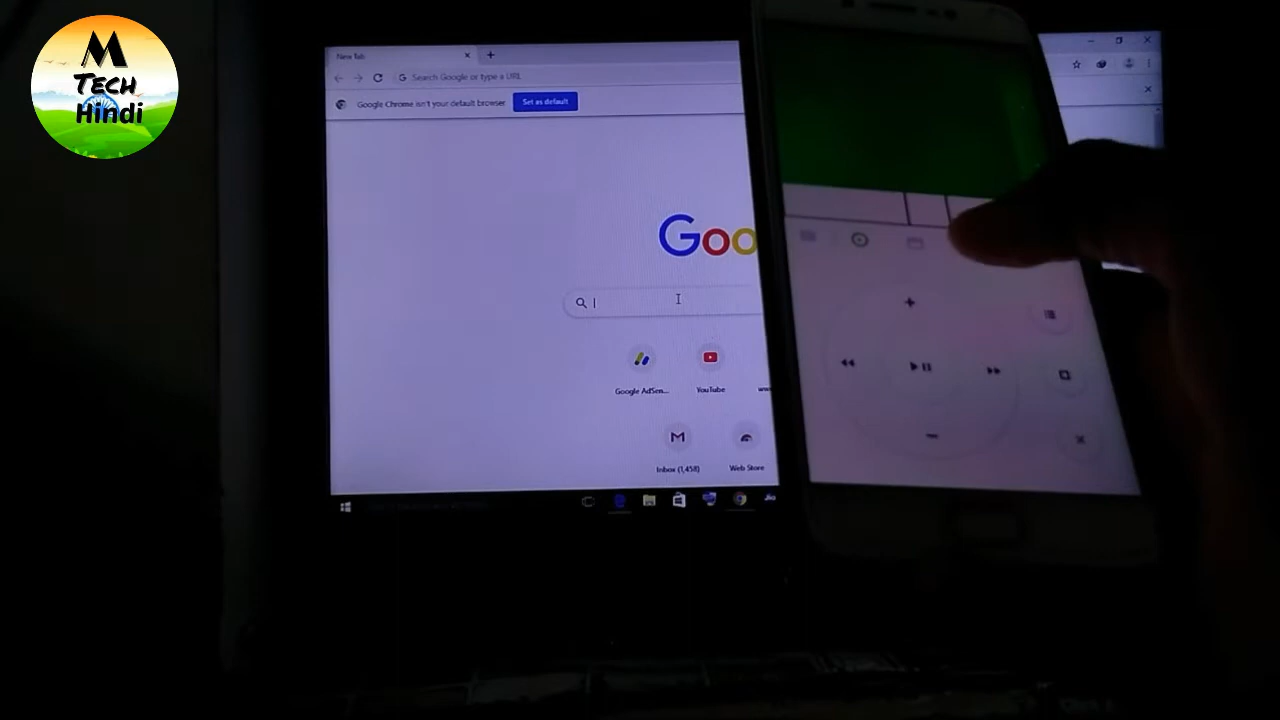 M
TECH
Hindi
New Tab
Search Google or type a URL
Google Chrome isn't your default browser
Set as default
Goo
Google AdSen...
YouTube
Inbox (1,458)
Web Store
Jio